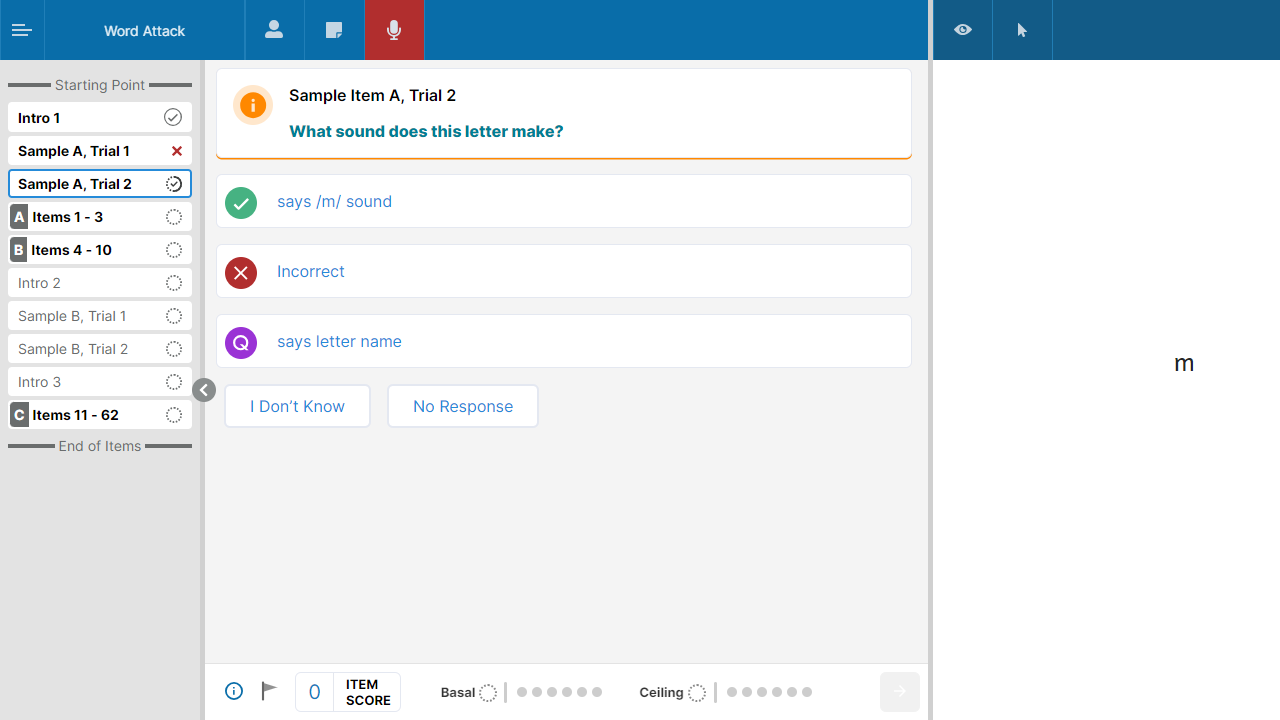 Word Attack
Starting Point
Intro 1
Sample A, Trial 1
Sample A, Trial 2
A Items 1 - 3
B Items 4 - 10
Intro 2
Sample B, Trial 1
Sample B, Trial 2
Intro 3
C Items 11 - 62
End of Items
Sample Item A, Trial 2
What sound does this letter make?
says /m/ sound
Incorrect
Q says letter name
I Don’t Know No Response
0 ITEM
SCORE
Basal Ceiling
m